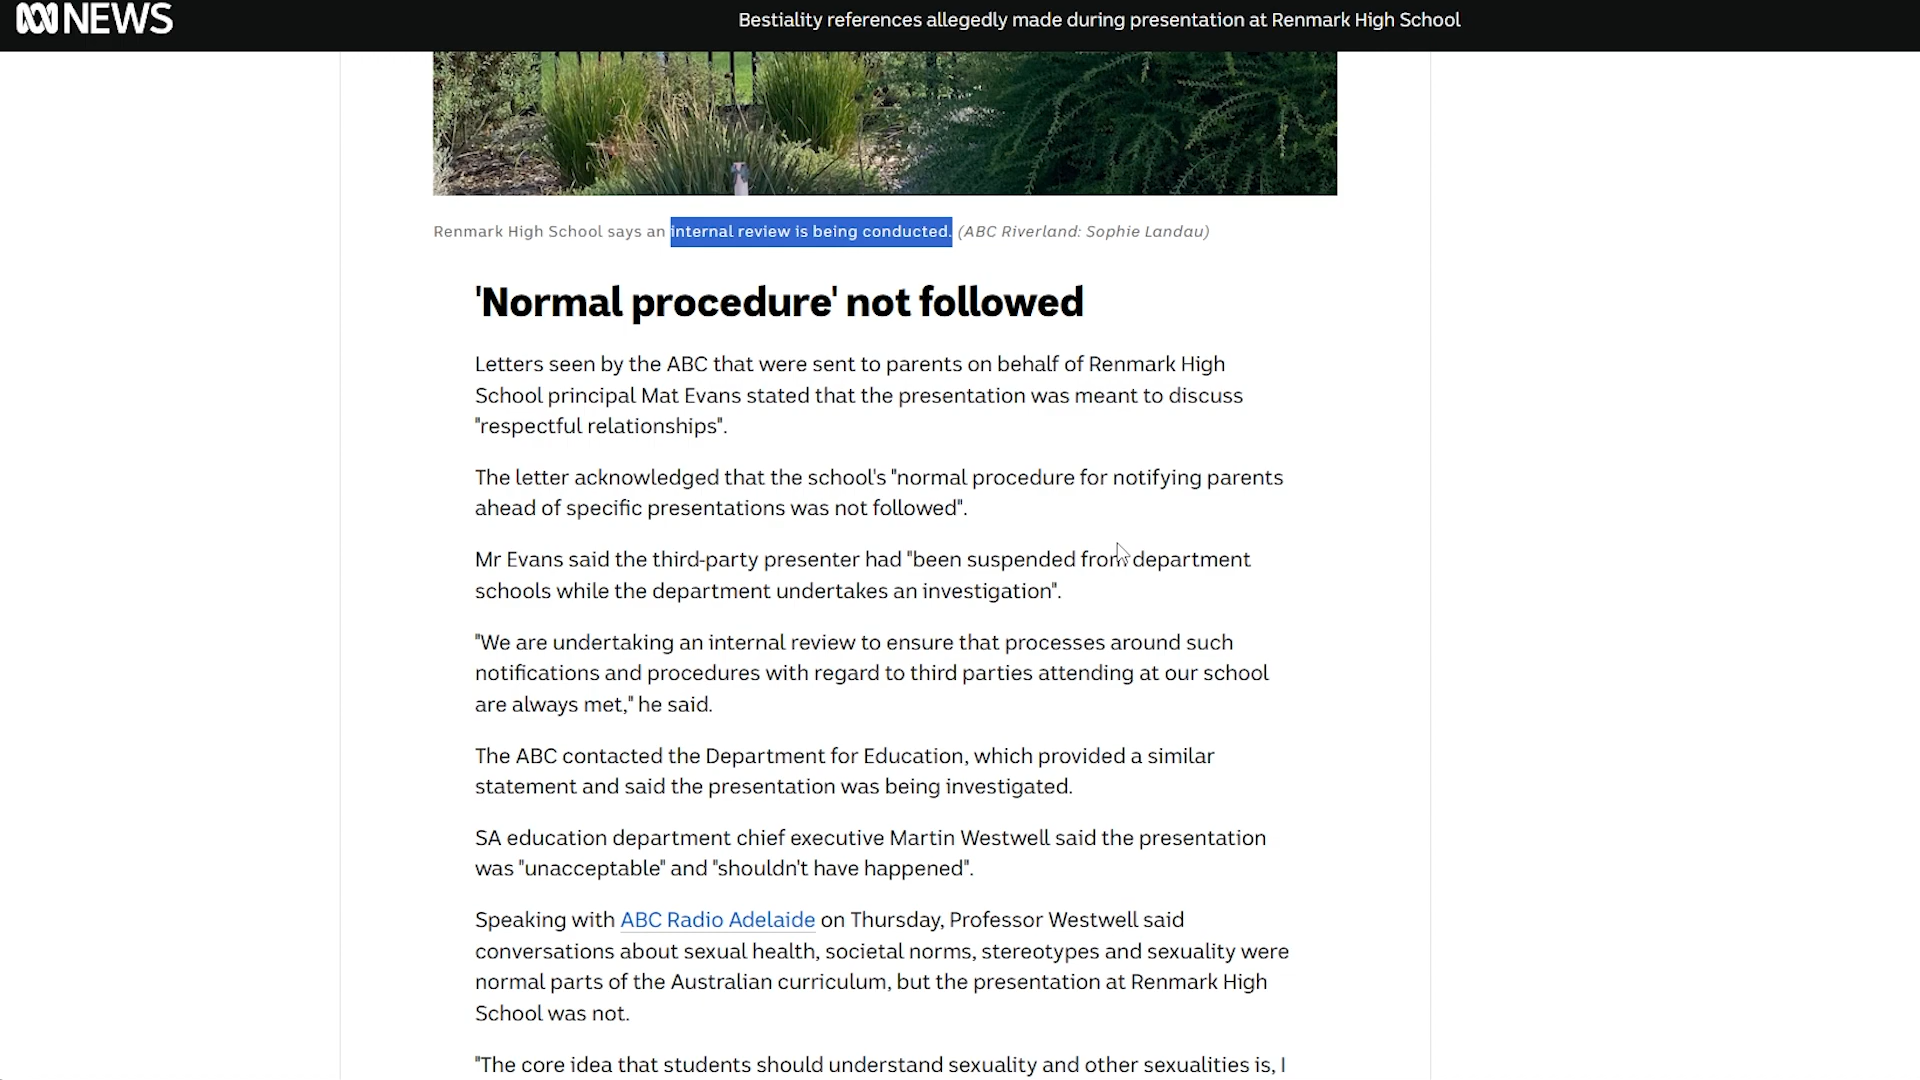 NEWS
Bestiality references allegedly made during presentation at Renmark High School
Renmark High School says an internal review is being conducted. (ABC Riverland: Sophie Landau)
'Normal procedure' not followed
Letters seen by the ABC that were sent to parents on behalf of Renmark High
School principal Mat Evans stated that the presentation was meant to discuss
"respectful relationships".
The letter acknowledged that the school's "normal procedure for notifying parents
ahead of specific presentations was not followed".
Mr Evans said the third-party presenter had "been suspended from department
schools while the department undertakes an investigation".
"We are undertaking an internal review to ensure that processes around such
notifications and procedures with regard to third parties attending at our school
are always met," he said.
The ABC contacted the Department for Education, which provided a similar
statement and said the presentation was being investigated.
SA education department chief executive Martin Westwell said the presentation
was "unacceptable" and "shouldn't have happened".
Speaking with ABC Radio Adelaide on Thursday, Professor Westwell said
conversations about sexual health, societal norms, stereotypes and sexuality were
normal parts of the Australian curriculum, but the presentation at Renmark High
School was not.
"The core idea that students should understand sexuality and other sexualities is, I